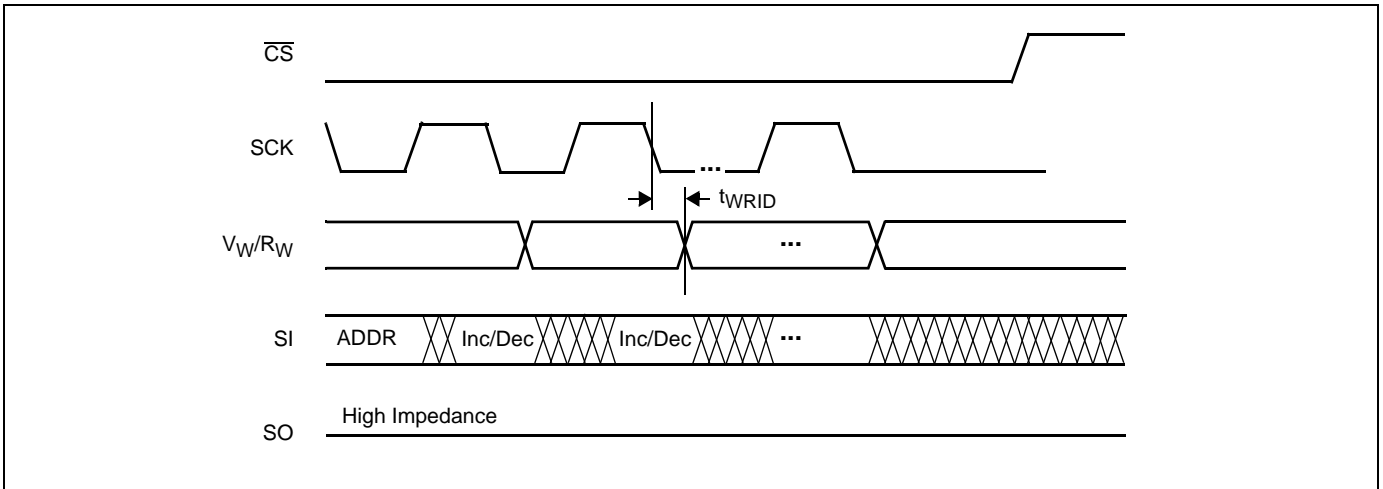 CS
SCK
...
tWRID
VW/RW
...
SI ADDR Inc/Dec Inc/Dec ...
High Impedance
SO